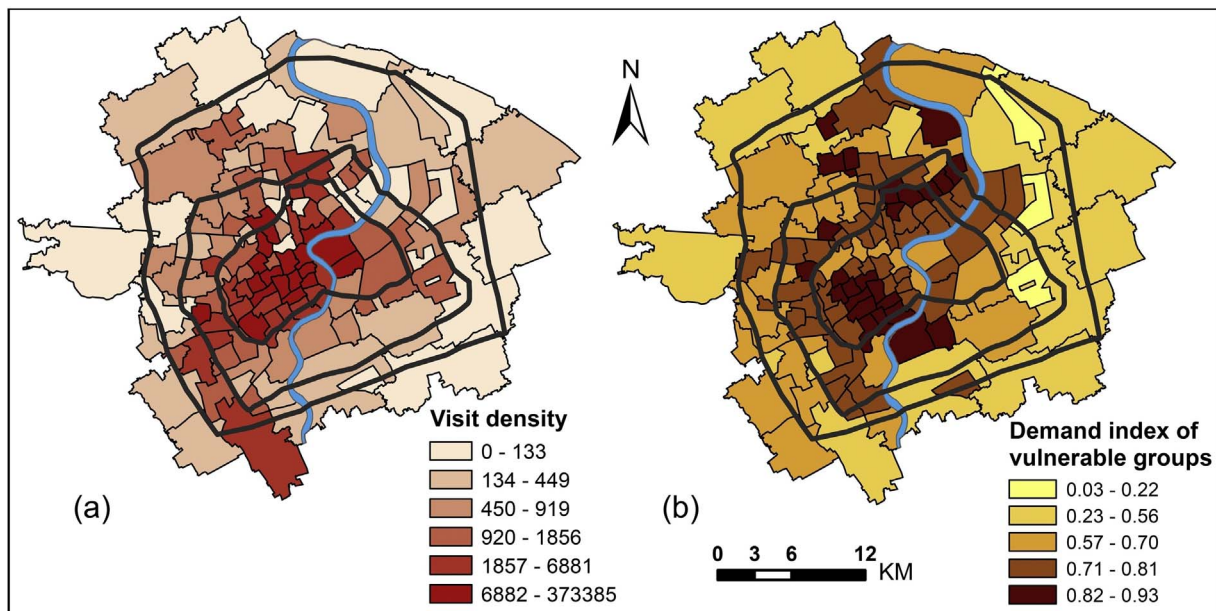 N
(a)
Visit density
0 - 133
134 - 449
450 - 919
920 - 1856
1857 - 6881
6882 - 373385
(b)
0 3 6 12
KM
Demand index of
vulnerable groups
0.03 - 0.22
0.23 - 0.56
0.57 - 0.70
0.71 - 0.81
0.82 - 0.93